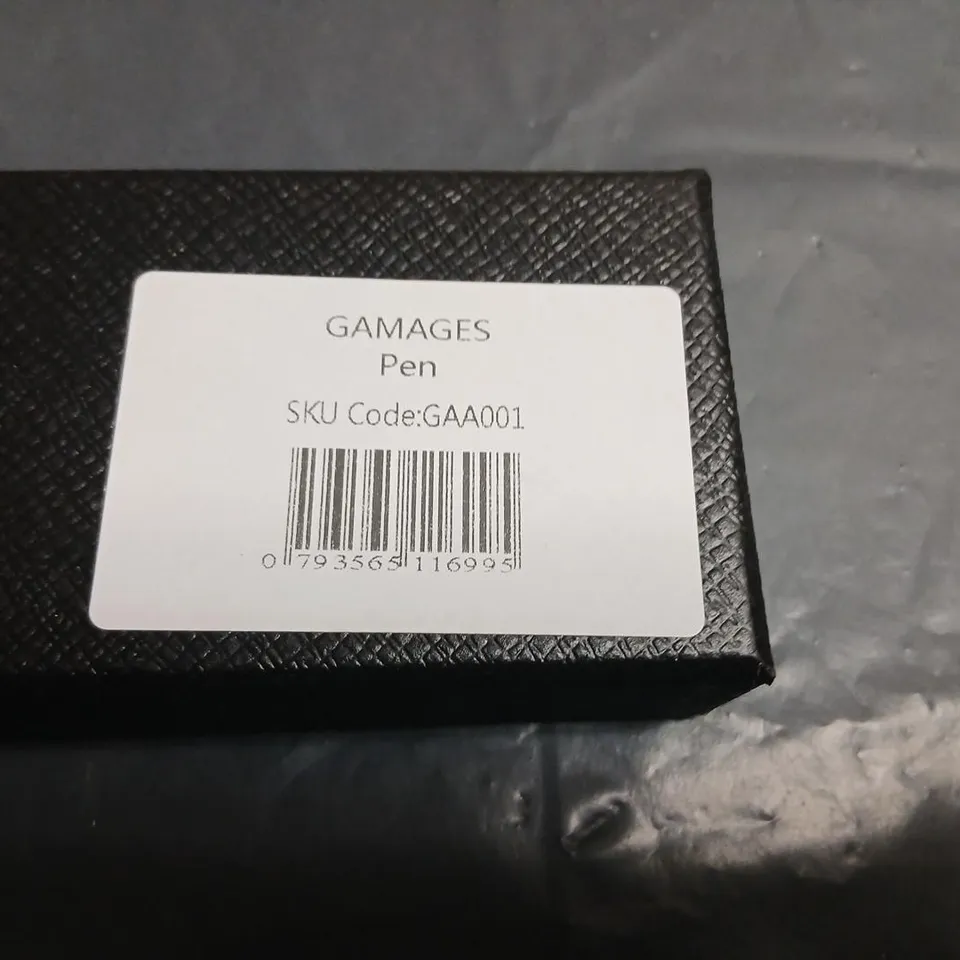 GAMAGES
Pen
SKU Code:GAA001
0 793565 116995